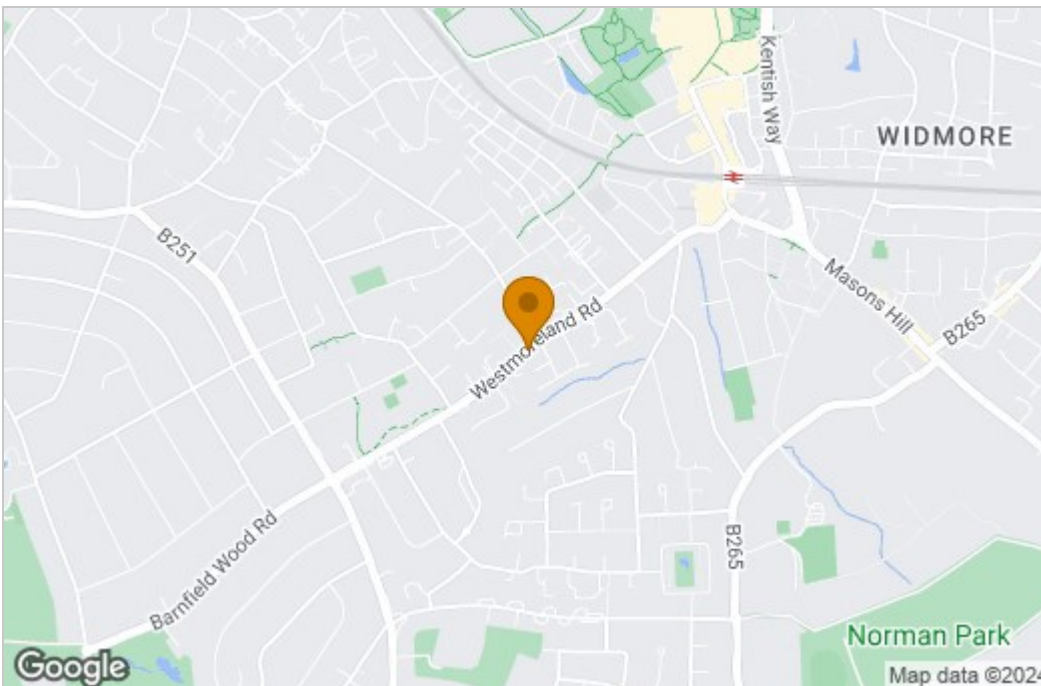 Kentish Way
WIDMORE
B251
Masons Hill
B265
Westmoreland Rd
B265
Barnfield Wood Rd
Norman Park
Google
Map data ©2024